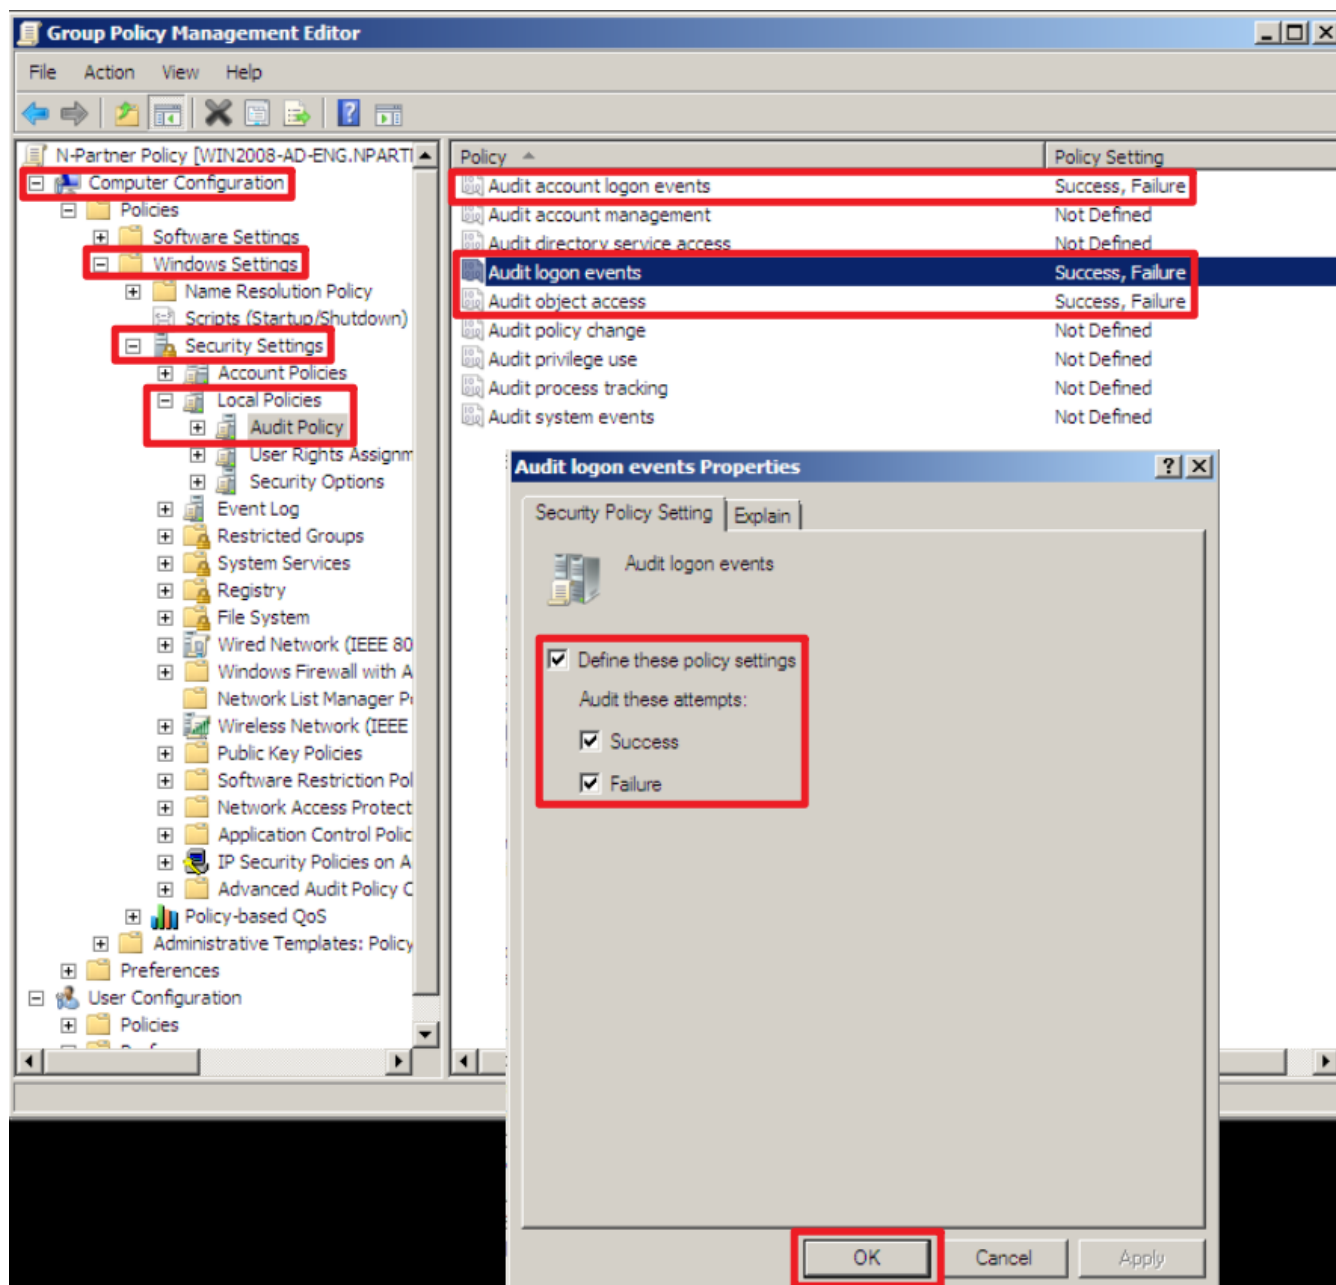 Group Policy Management Editor
File Action View Help
N-Partner Policy [WIN2008-AD-ENG.NPARTI
Computer Configuration
Policies
Software Settings
Windows Settings
Name Resolution Policy
Scripts (Startup/Shutdown)
Security Settings
Account Policies
Local Policies
Audit Policy
User Rights Assignm
Security Options
Event Log
Restricted Groups
System Services
Registry
File System
Wired Network (IEEE 80
Windows Firewall with A
Network List Manager P
Wireless Network (IEEE
Public Key Policies
Software Restriction Pol
Network Access Protect
Application Control Polic
IP Security Policies on A
Advanced Audit Policy C
Policy-based QoS
Administrative Templates: Policy
Preferences
User Configuration
Policies
Policy Policy Setting
Audit account logon events Success, Failure
Audit account management Not Defined
Audit directory service access Not Defined
Audit logon events Success, Failure
Audit object access Success, Failure
Audit policy change Not Defined
Audit privilege use Not Defined
Audit process tracking Not Defined
Audit system events Not Defined
Audit logon events Properties
Security Policy Setting Explain
Audit logon events
Define these policy settings
Audit these attempts:
Success
Failure
OK Cancel Apply